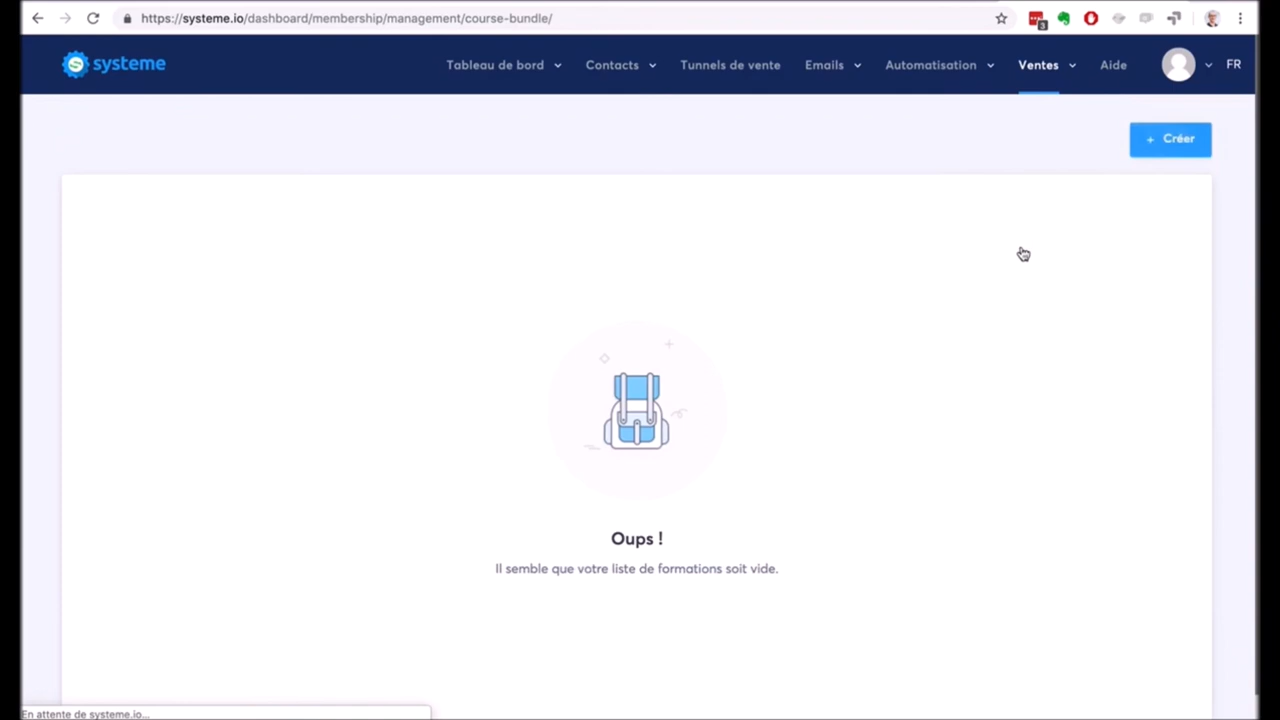 https://systeme.io/dashboard/membership/management/course-bundle/
3
systeme
Tableau de bord Contacts Tunnels de vente Emails Automatisation Ventes Aide FR
+ Créer
Oups !
Il semble que votre liste de formations soit vide.
En attente de systeme.io...